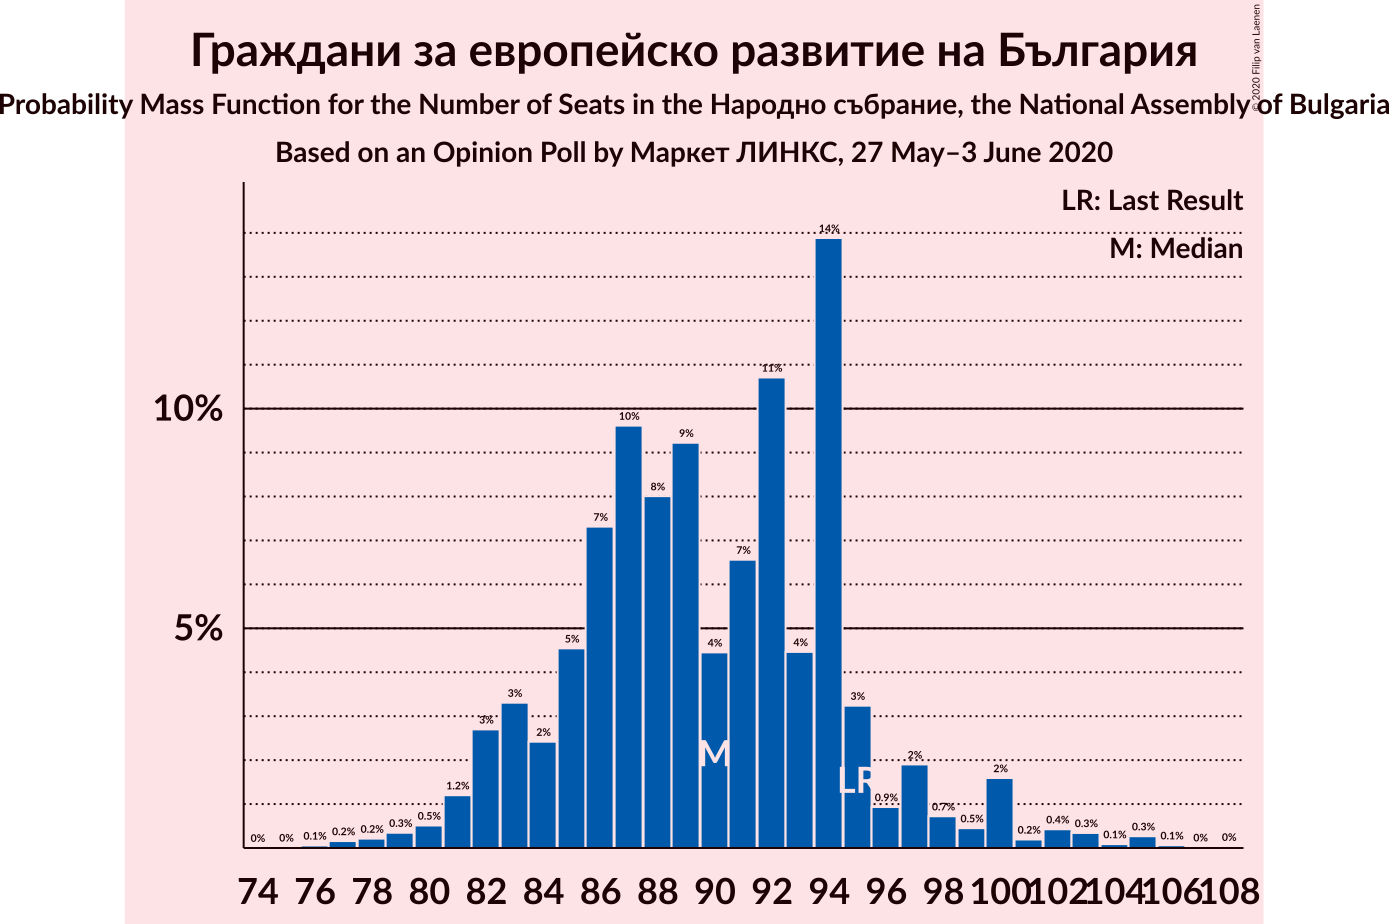 © 2020 Filip van Laenen
Граждани за европейско развитие на България
Probability Mass Function for the Number of Seats in the Народно събрание, the National Assembly of Bulgaria
Based on an Opinion Poll by Маркет ЛИНКС, 27 May–3 June 2020
LR: Last Result
M: Median
10%
5%
0% 0% 0.1% 0.2% 0.2% 0.3% 0.5% 1.2% 3% 3% 2% 5% 7% 10% 8% 9% 4% 7% 11% 4% 14% 3% 0.9% 2% 0.7% 0.5% 2% 0.2% 0.4% 0.3% 0.1% 0.3% 0.1% 0% 0%
M
LR
74 76 78 80 82 84 86 88 90 92 94 96 98 100 102 104 106 108